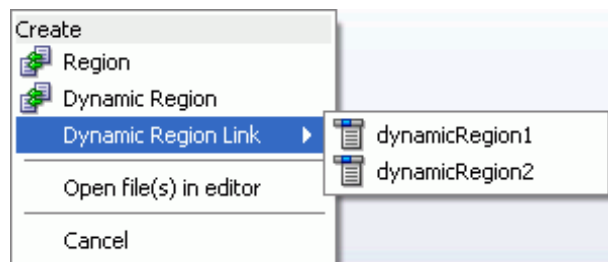 Create
Region
Dynamic Region
Dynamic Region Link
dynamicRegion1
dynamicRegion2
Open file(s) in editor
Cancel